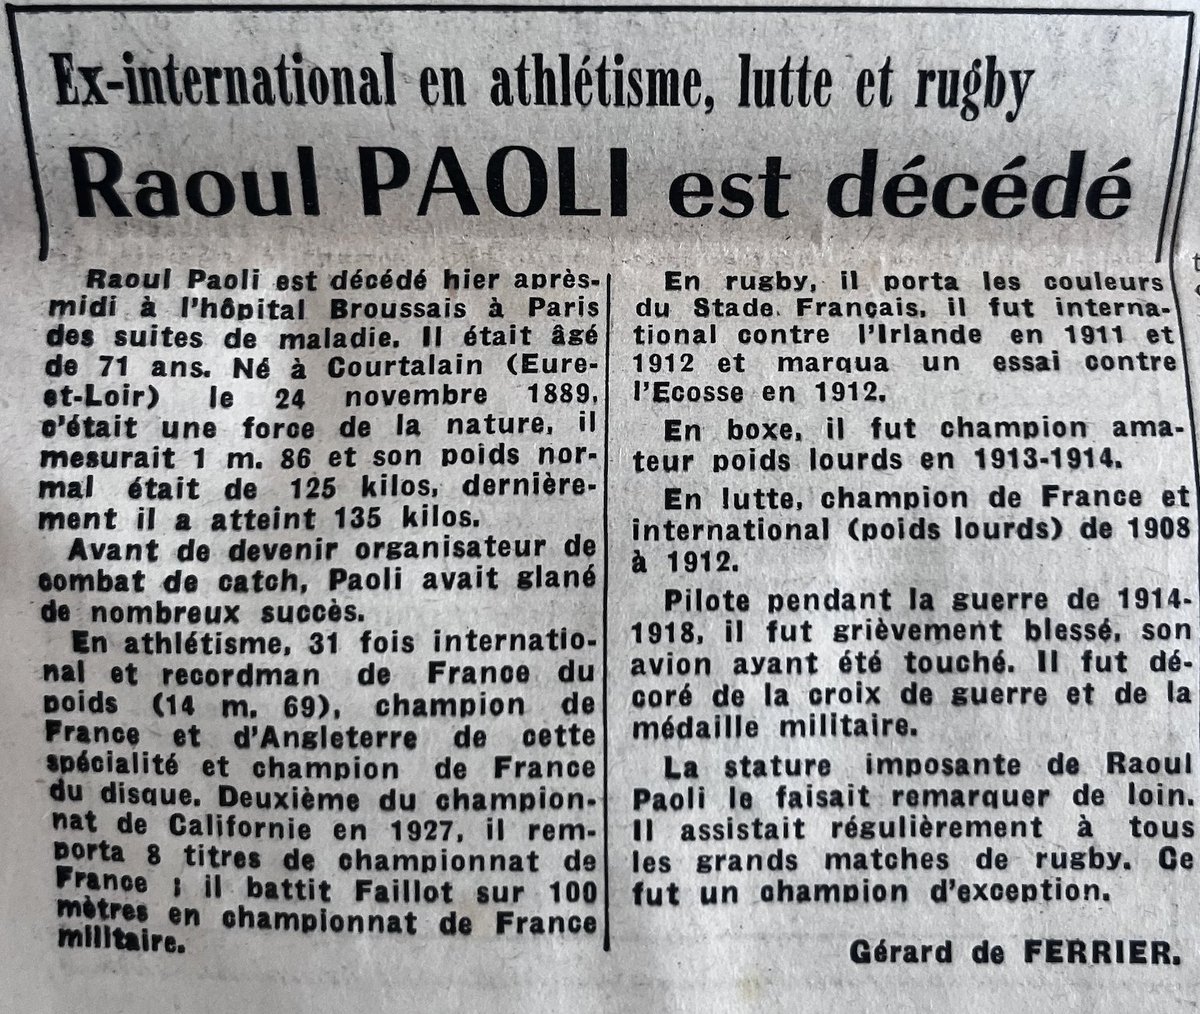 Ex-international en athlétisme, lutte et rugby
Raoul PAOLI est décédé
Raoul Paoli est décédé hier après-
midi à l'hôpital Broussais à Paris
des suites de maladie. Il était âgé
de 71 ans. Né à Courtalain (Eure-
et-Loir) le 24 novembre 1889,
c'était une force de la nature, il
mesurait 1 m. 86 et son poids nor-
mal était de 125 kilos, dernière-
ment il a atteint 135 kilos.
Avant de devenir organisateur de
combat de catch, Paoli avait glané
de nombreux succès.
En athlétisme, 31 fois internatio-
nal et recordman de France du
poids (14 m. 69), champion de
France et d'Angleterre de cette
spécialité et champion de France
du disque. Deuxième du champion-
nat de Californie en 1927, il rem-
porta 8 titres de championnat de
France ; il battit Faillot sur 100
mètres en championnat de France
militaire.
En rugby, il porta les couleurs
du Stade Français, il fut interna-
tional contre l'Irlande en 1911 et
1912 et marqua un essai contre
l'Ecosse en 1912.
En boxe, il fut champion ama-
teur poids lourds en 1913-1914.
En lutte, champion de France et
international (poids lourds) de 1908
à 1912.
Pilote pendant la guerre de 1914-
1918, il fut grièvement blessé, son
avion ayant été touché. Il fut dé-
coré de la croix de guerre et de la
médaille militaire.
La stature imposante de Raoul
Paoli le faisait remarquer de loin.
Il assistait régulièrement à tous
les grands matches de rugby. Ce
fut un champion d'exception.
Gérard de FERRIER.